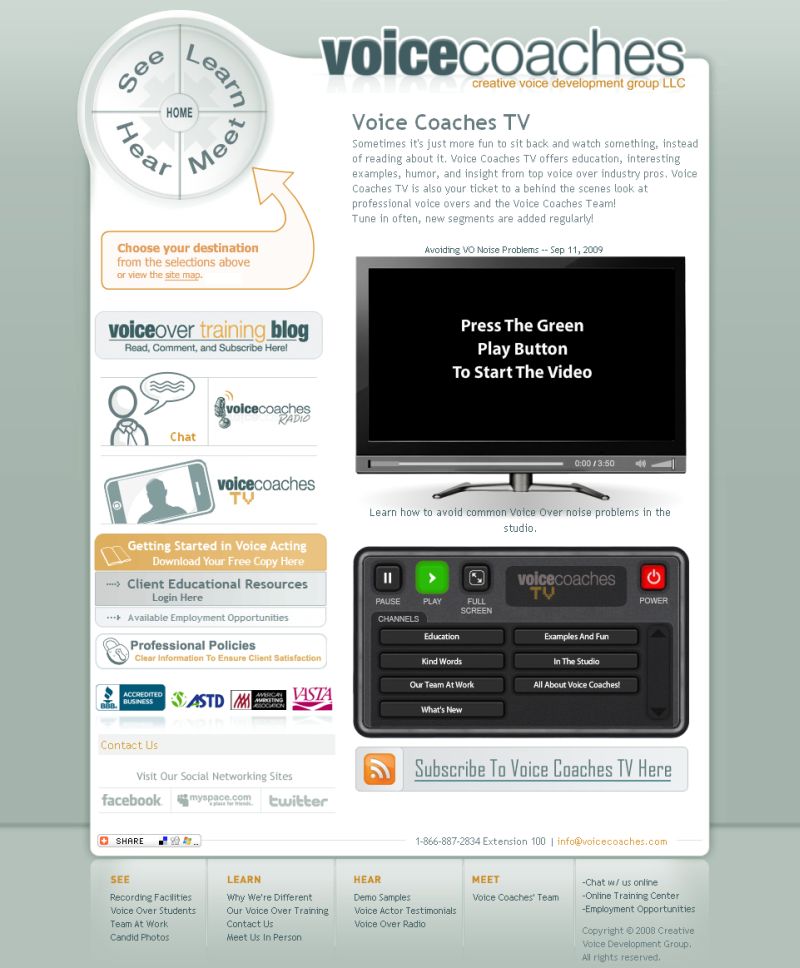 See
Learn
HOME
Hear
Meet
voicecoaches
creative voice development group LLC
Choose your destination
from the selections above
or view the site map.
voiceover training blog
Read, Comment, and Subscribe Here!
Chat
voicecoaches
RADIO
voicecoaches
TV
Getting Started in Voice Acting
Download Your Free Copy Here
Client Educational Resources
Login Here
Available Employment Opportunities
Professional Policies
Clear Information To Ensure Client Satisfaction
BBB.
ACCREDITED
BUSINESS
ASTD
AMERICAN
MARKETING
ASSOCIATION
VASTA
Contact Us
Visit Our Social Networking Sites
facebook
myspace.com
a place for friends.
twitter
SHARE
Voice Coaches TV
Sometimes it's just more fun to sit back and watch something, instead
of reading about it. Voice Coaches TV offers education, interesting
examples, humor, and insight from top voice over industry pros. Voice
Coaches TV is also your ticket to a behind the scenes look at
professional voice overs and the Voice Coaches Team!
Tune in often, new segments are added regularly!
Avoiding VO Noise Problems -- Sep 11, 2009
Press The Green
Play Button
To Start The Video
0:00 / 3:50
Learn how to avoid common Voice Over noise problems in the
studio.
PAUSE
PLAY
FULL
SCREEN
voicecoaches
TV
POWER
CHANNELS
Education
Examples And Fun
Kind Words
In The Studio
Our Team At Work
All About Voice Coaches!
What's New
Subscribe To Voice Coaches TV Here
1-866-887-2834 Extension 100 | info@voicecoaches.com
SEE
Recording Facilities
Voice Over Students
Team At Work
Candid Photos
LEARN
Why We're Different
Our Voice Over Training
Contact Us
Meet Us In Person
HEAR
Demo Samples
Voice Actor Testimonials
Voice Over Radio
MEET
Voice Coaches' Team
-Chat w/ us online
-Online Training Center
-Employment Opportunities
Copyright © 2008 Creative
Voice Development Group.
All rights reserved.